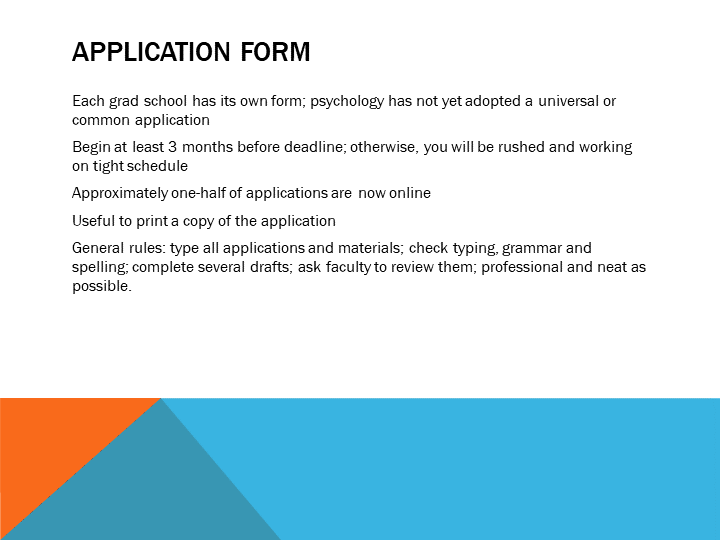 APPLICATION FORM
Each grad school has its own form; psychology has not yet adopted a universal or
common application
Begin at least 3 months before deadline; otherwise, you will be rushed and working
on tight schedule
Approximately one-half of applications are now online
Useful to print a copy of the application
General rules: type all applications and materials; check typing, grammar and
spelling; complete several drafts; ask faculty to review them; professional and neat as
possible.